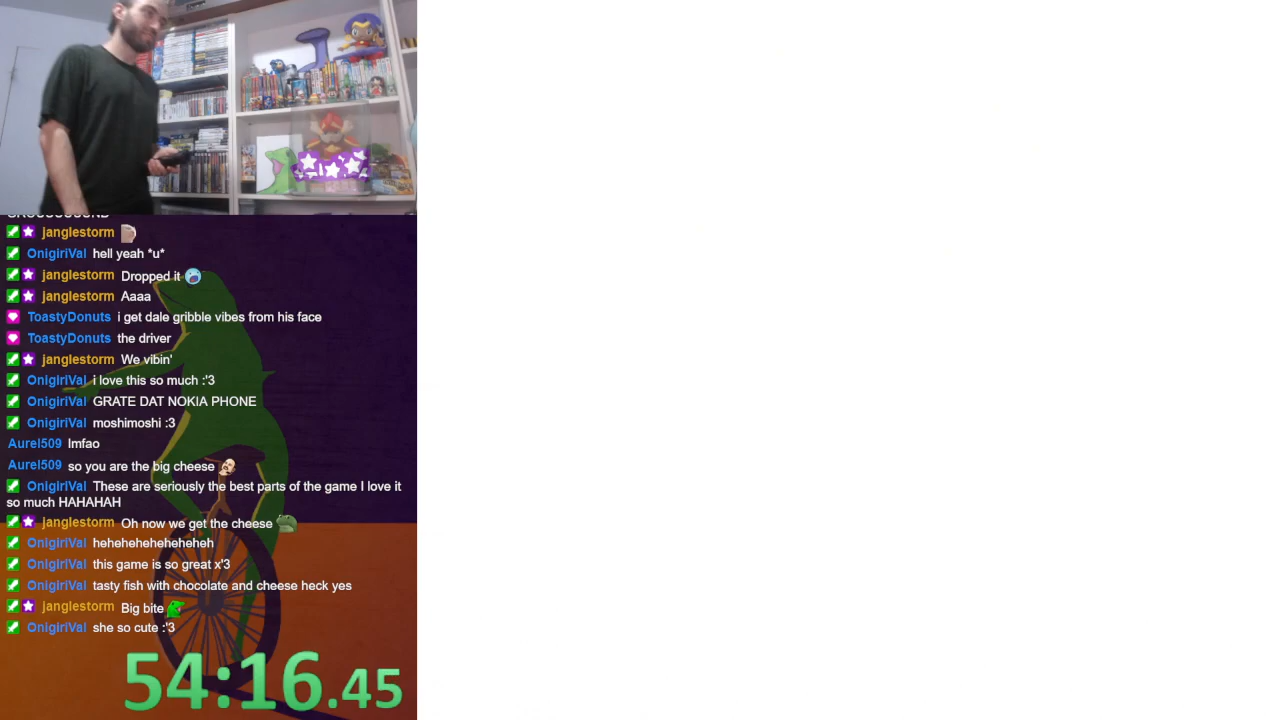 janglestorm
OnigiriVal hell yeah *u*
janglestorm Dropped it
janglestorm Aaaa
ToastyDonuts i get dale gribble vibes from his face
ToastyDonuts the driver
janglestorm We vibin'
OnigiriVal i love this so much :'3
OnigiriVal GRATE DAT NOKIA PHONE
OnigiriVal moshimoshi :3
Aurel509 lmfao
Aurel509 so you are the big cheese
OnigiriVal These are seriously the best parts of the game I love it
so much HAHAHAH
janglestorm Oh now we get the cheese
OnigiriVal heheheheheheheh
OnigiriVal this game is so great x'3
OnigiriVal tasty fish with chocolate and cheese heck yes
janglestorm Big bite
OnigiriVal she so cute :'3
54:16.45